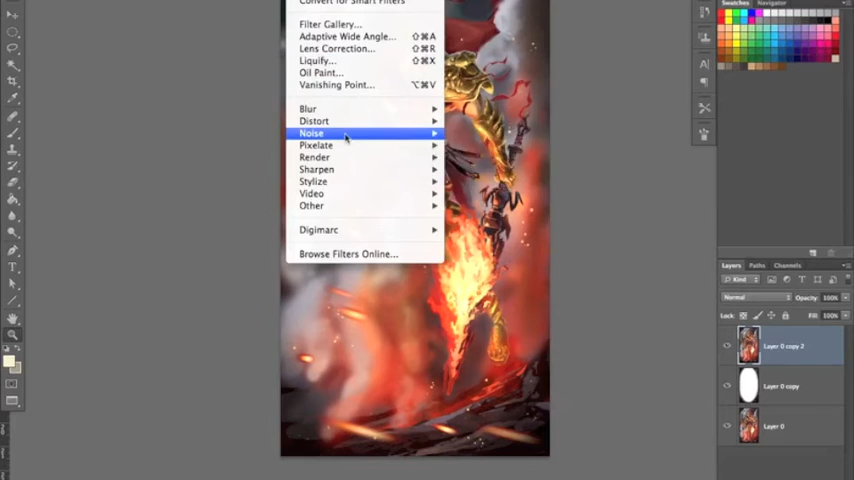 Convert for Smart Filters
Filter Gallery...
Adaptive Wide Angle... ⇧⌘A
Lens Correction... ⇧⌘R
Liquify... ⇧⌘X
Oil Paint...
Vanishing Point... ⌥⌘V
Blur
Distort
Noise
Pixelate
Render
Sharpen
Stylize
Video
Other
Digimarc
Browse Filters Online...
Swatches Navigator
Layers Paths Channels
Kind
Normal Opacity: 100%
Lock: Fill: 100%
Layer 0 copy 2
Layer 0 copy
Layer 0